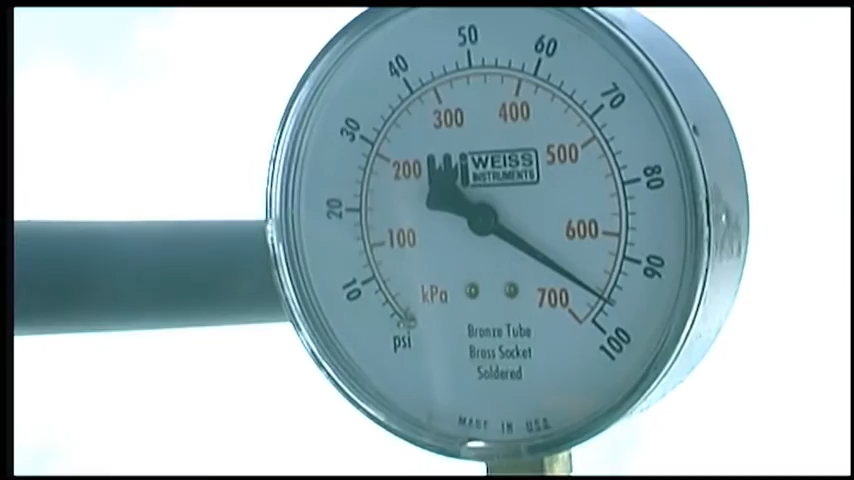 50
60
40
70
300
400
30
WEISS
INSTRUMENTS
500
200
80
20
100
600
90
10
kPa
700
psi
Bronze Tube
100
Brass Socket
Soldered
MADE IN U.S.A.